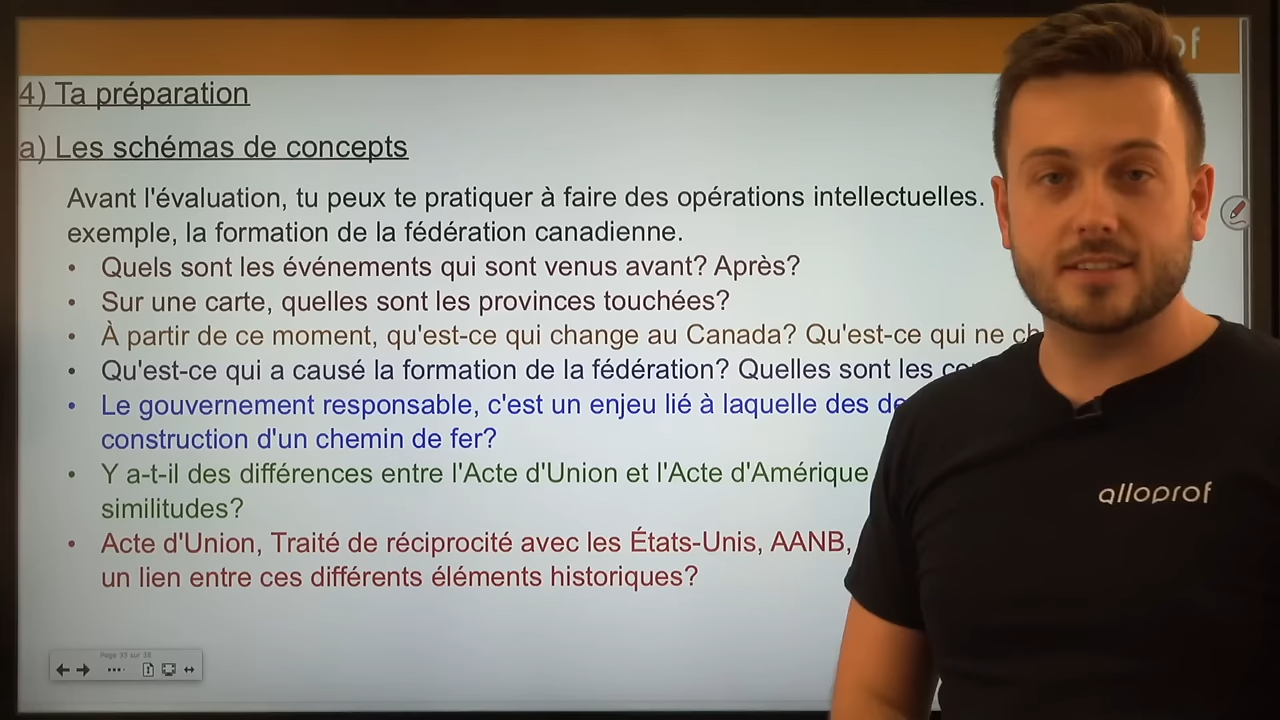 of
4) Ta préparation
a) Les schémas de concepts
Avant l'évaluation, tu peux te pratiquer à faire des opérations intellectuelles.
exemple, la formation de la fédération canadienne.
• Quels sont les événements qui sont venus avant? Après?
• Sur une carte, quelles sont les provinces touchées?
• À partir de ce moment, qu'est-ce qui change au Canada? Qu'est-ce qui ne ch
• Qu'est-ce qui a causé la formation de la fédération? Quelles sont les co
• Le gouvernement responsable, c'est un enjeu lié à laquelle des de
construction d'un chemin de fer?
• Y a-t-il des différences entre l'Acte d'Union et l'Acte d'Amérique
similitudes?
• Acte d'Union, Traité de réciprocité avec les États-Unis, AANB,
un lien entre ces différents éléments historiques?
Page 33 sur 38
alloprof